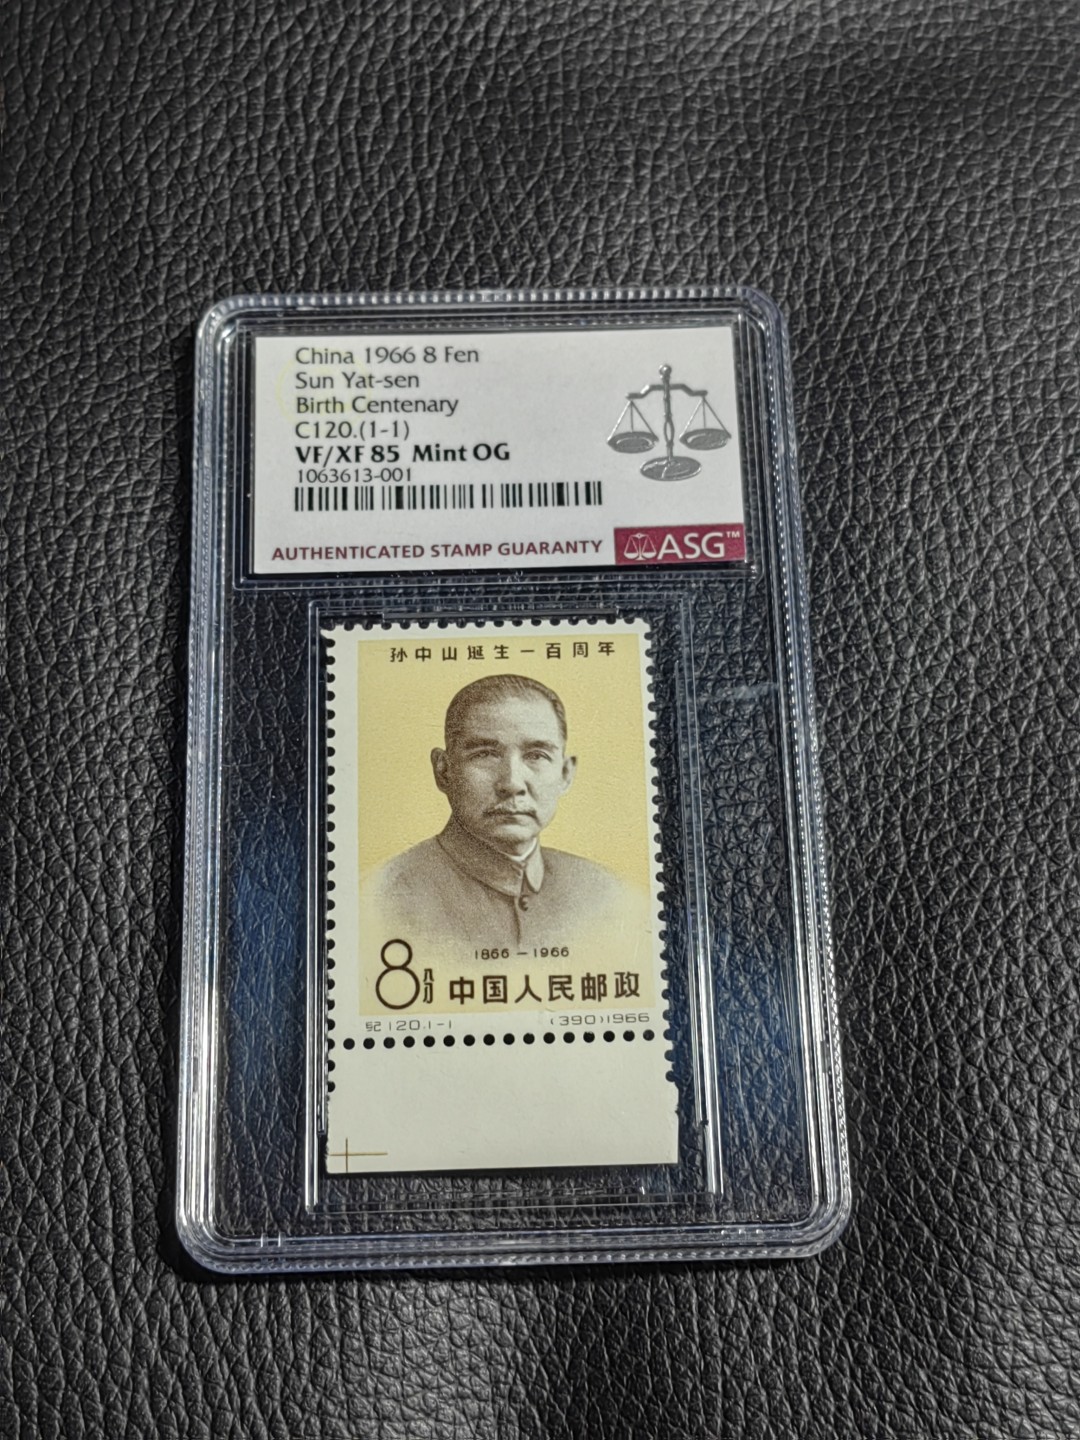 China 1966 8 Fen
Sun Yat-sen
Birth Centenary
C120.(1-1)
VF/XF 85 Mint OG
1063613-001
AUTHENTICATED STAMP GUARANTY
ASG™
孙中山诞生一百周年
1866－1966
8分 中国人民邮政
纪120.1-1 (390)1966